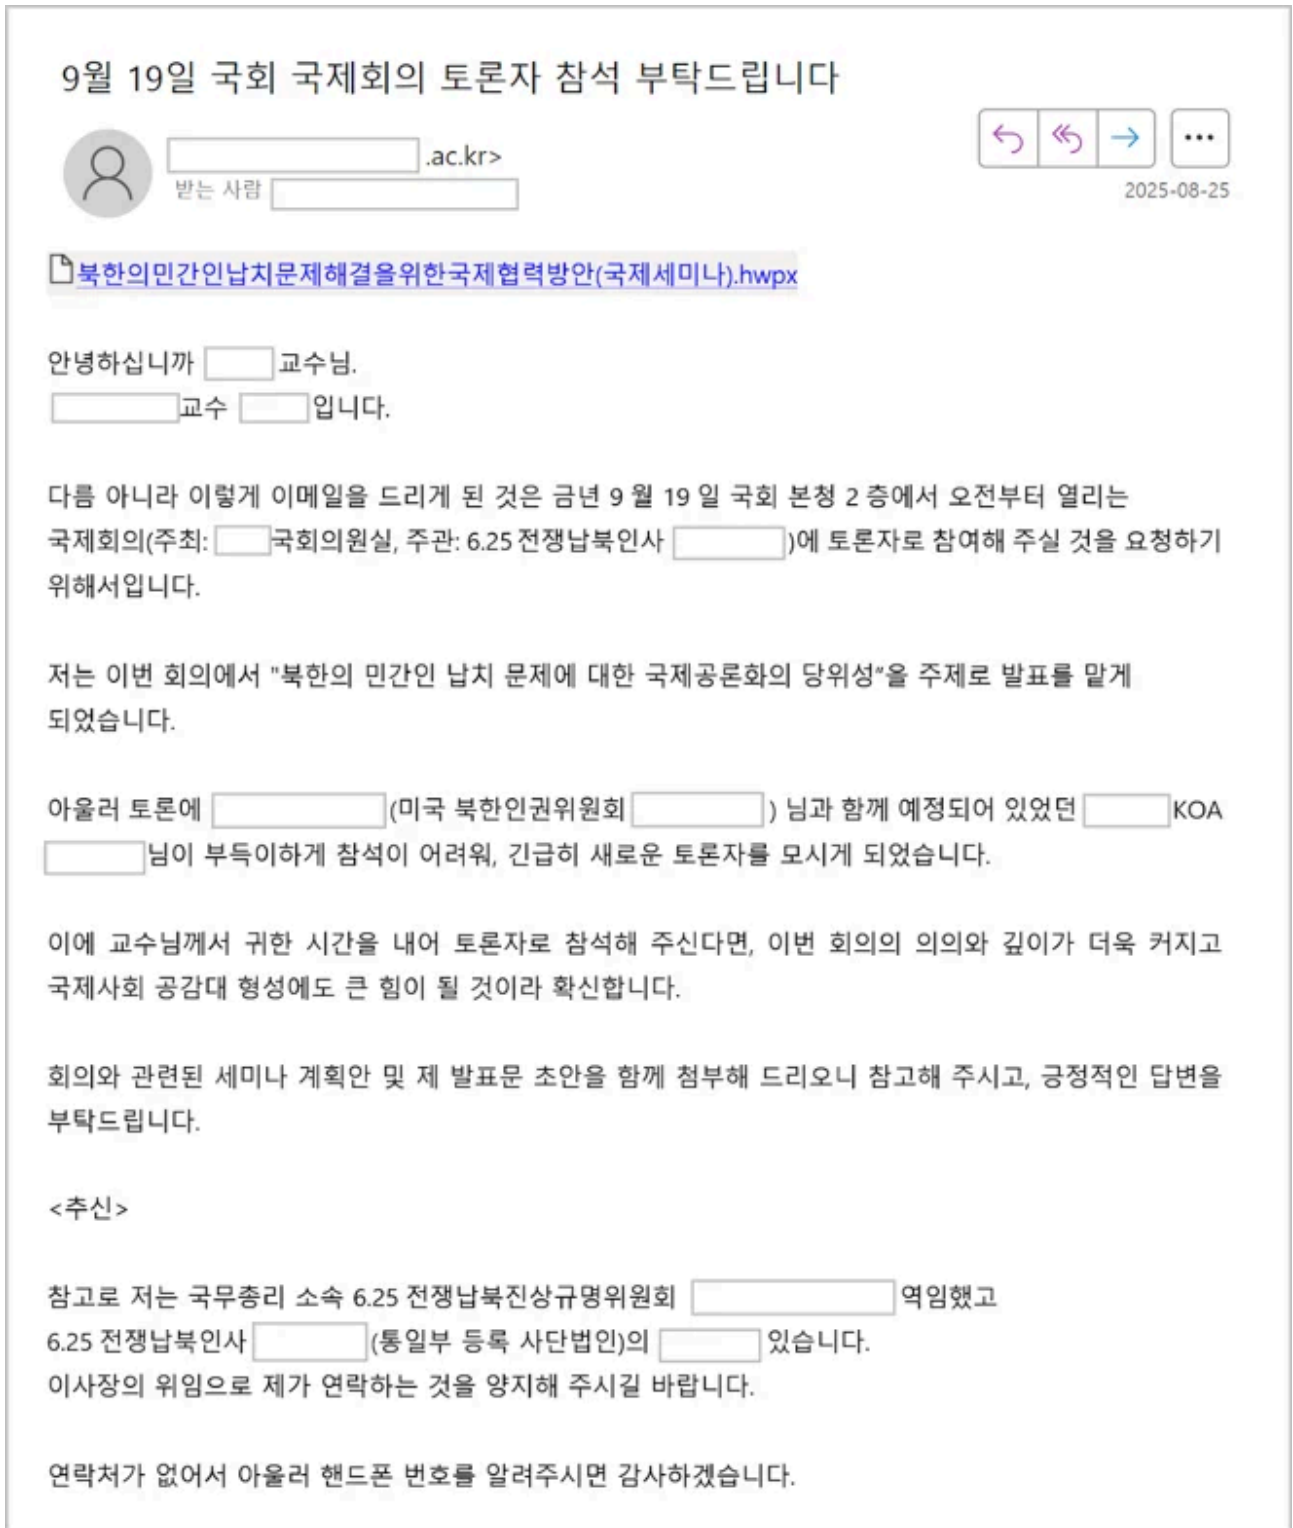 9월 19일 국회 국제회의 토론자 참석 부탁드립니다
.ac.kr>
받는 사람
2025-08-25
북한의민간인납치문제해결을위한국제협력방안(국제세미나).hwpx
안녕하십니까 교수님.
교수 입니다.
다름 아니라 이렇게 이메일을 드리게 된 것은 금년 9 월 19 일 국회 본청 2 층에서 오전부터 열리는
국제회의(주최: 국회의원실, 주관: 6.25 전쟁납북인사 )에 토론자로 참여해 주실 것을 요청하기
위해서입니다.
저는 이번 회의에서 "북한의 민간인 납치 문제에 대한 국제공론화의 당위성"을 주제로 발표를 맡게
되었습니다.
아울러 토론에 (미국 북한인권위원회 ) 님과 함께 예정되어 있었던 KOA
님이 부득이하게 참석이 어려워, 긴급히 새로운 토론자를 모시게 되었습니다.
이에 교수님께서 귀한 시간을 내어 토론자로 참석해 주신다면, 이번 회의의 의의와 깊이가 더욱 커지고
국제사회 공감대 형성에도 큰 힘이 될 것이라 확신합니다.
회의와 관련된 세미나 계획안 및 제 발표문 초안을 함께 첨부해 드리오니 참고해 주시고, 긍정적인 답변을
부탁드립니다.
<추신>
참고로 저는 국무총리 소속 6.25 전쟁납북진상규명위원회 역임했고
6.25 전쟁납북인사 (통일부 등록 사단법인)의 있습니다.
이사장의 위임으로 제가 연락하는 것을 양지해 주시길 바랍니다.
연락처가 없어서 아울러 핸드폰 번호를 알려주시면 감사하겠습니다.